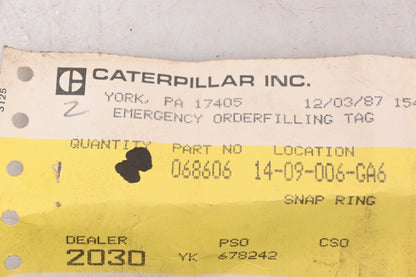 3125
CATERPILLAR INC.
2 YORK, PA 17405 12/03/87 154
EMERGENCY ORDERFILLING TAG
QUANTITY PART NO LOCATION
068606 14-09-006-GA6
SNAP RING
DEALER PSO CSO
2030 YK 678242